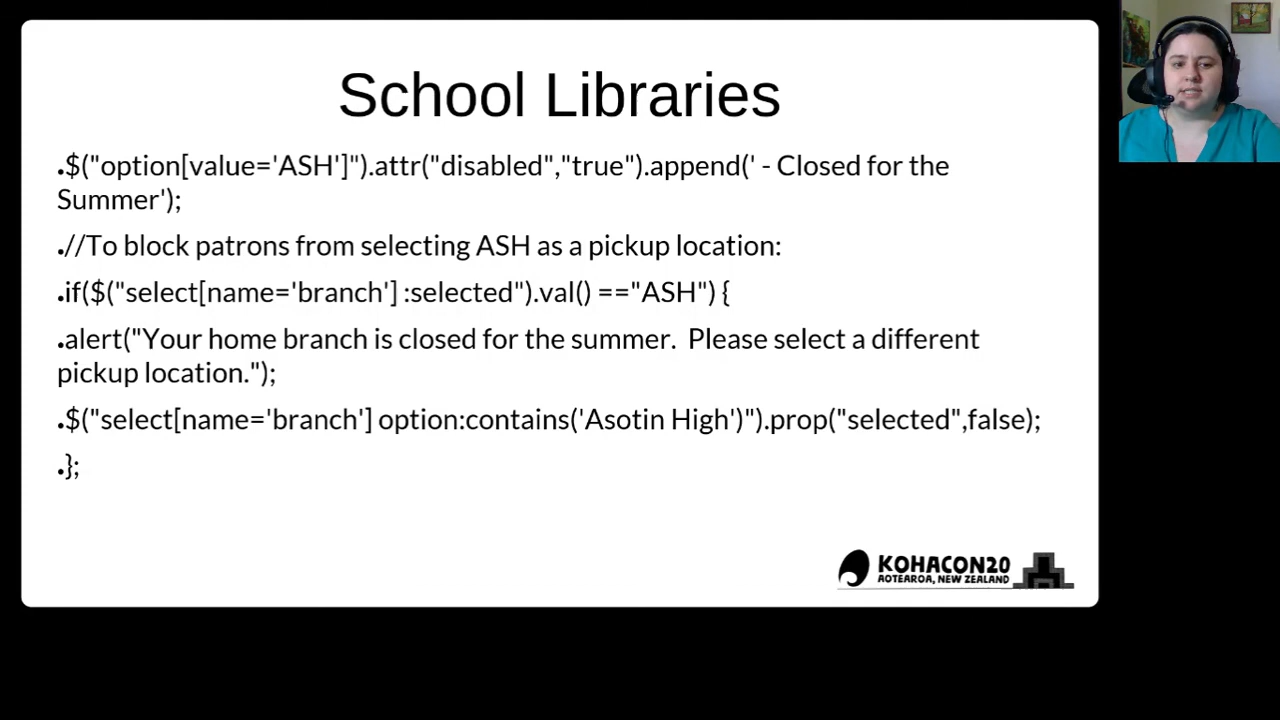 School Libraries
.$("option[value='ASH']").attr("disabled","true").append(' - Closed for the
Summer');
.//To block patrons from selecting ASH as a pickup location:
.if($("select[name='branch'] :selected").val() =="ASH") {
.alert("Your home branch is closed for the summer.  Please select a different
pickup location.");
.$("select[name='branch'] option:contains('Asotin High')").prop("selected",false);
.};
KOHACON20
AOTEAROA, NEW ZEALAND